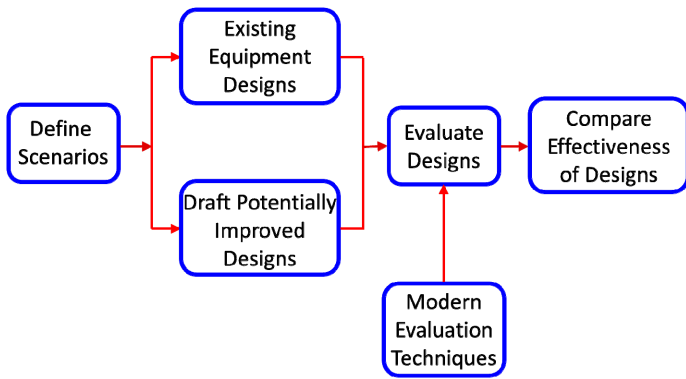 Existing
Equipment
Designs
Define
Scenarios
Evaluate
Designs
Compare
Effectiveness
of Designs
Draft Potentially
Improved
Designs
Modern
Evaluation
Techniques